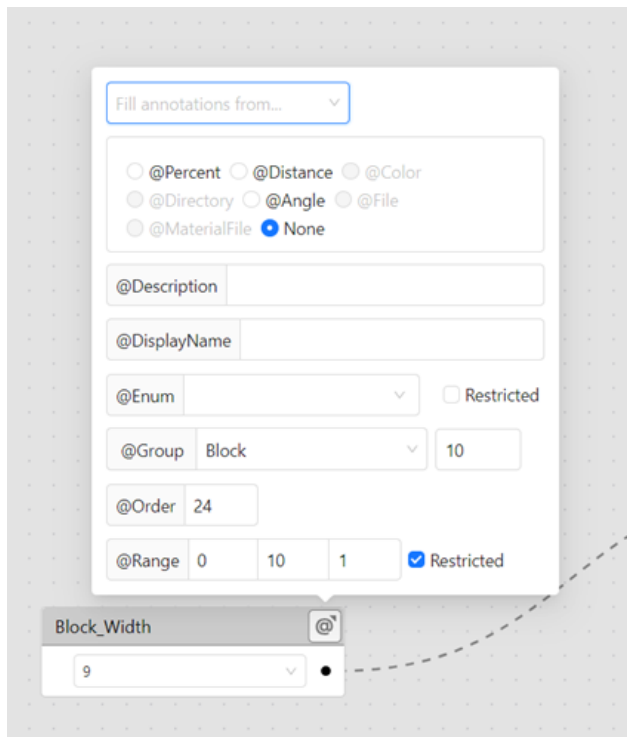 Fill annotations from...
@Percent @Distance @Color
@Directory @Angle @File
@MaterialFile None
@Description
@DisplayName
@Enum Restricted
@Group Block 10
@Order 24
@Range 0 10 1 Restricted
Block_Width @
9